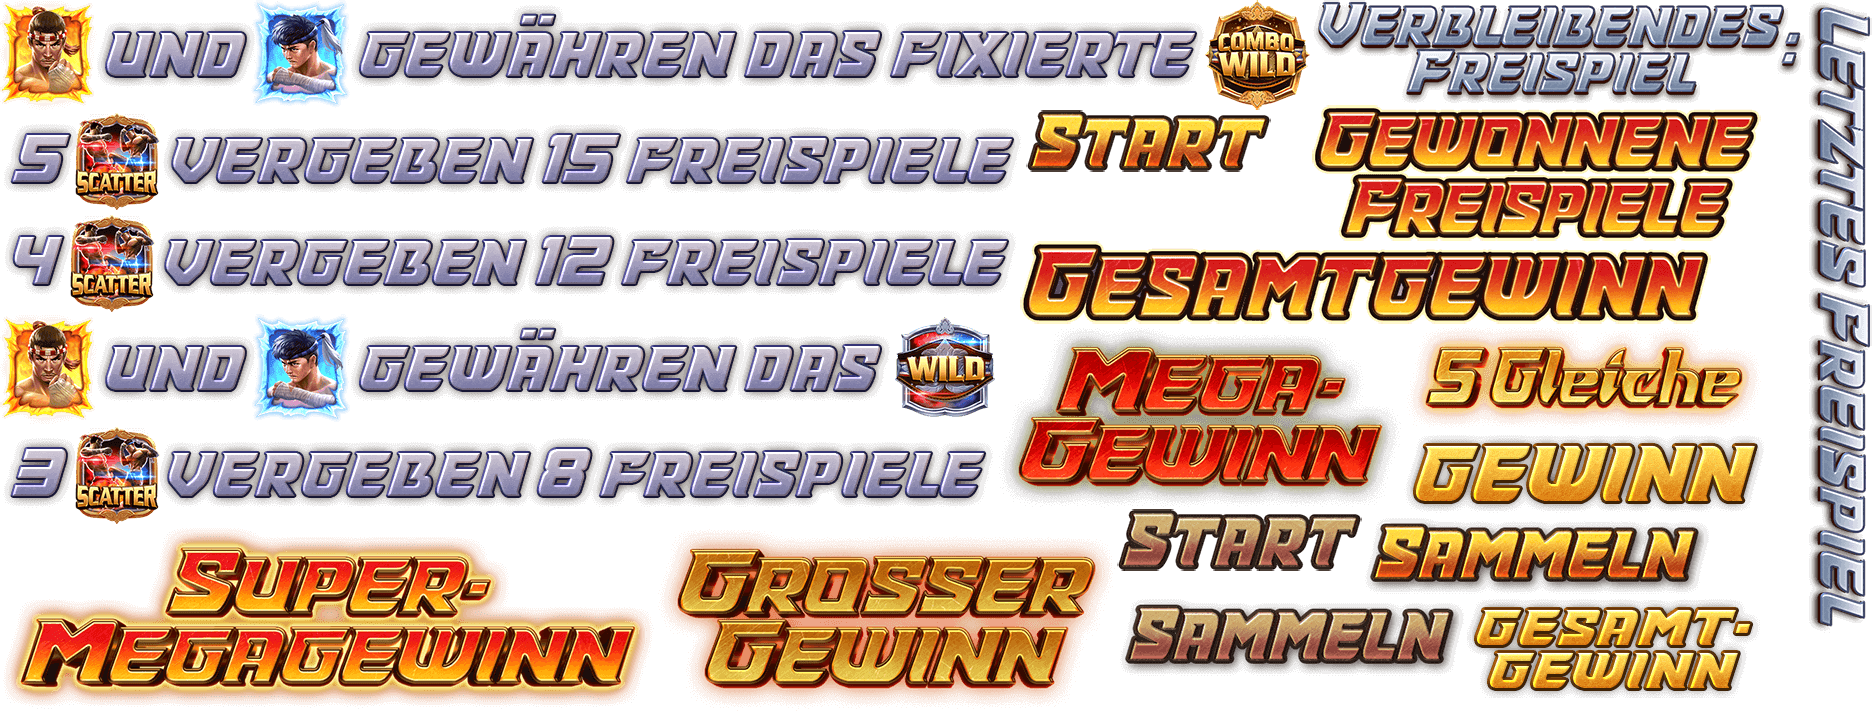 UND GEWÄHREN DAS FIXIERTE COMBO WILD
5 SCATTER VERGEBEN 15 FREISPIELE
4 SCATTER VERGEBEN 12 FREISPIELE
UND GEWÄHREN DAS WILD
3 SCATTER VERGEBEN 8 FREISPIELE
SUPER-
MEGAGEWINN
GROSSER
GEWINN
VERBLEIBENDES
FREISPIEL:
START
GEWONNENE
FREISPIELE
GESAMTGEWINN
MEGA-
GEWINN
5 Gleiche
GEWINN
START
SAMMELN
SAMMELN
GESAMT-
GEWINN
LETZTES FREISPIEL